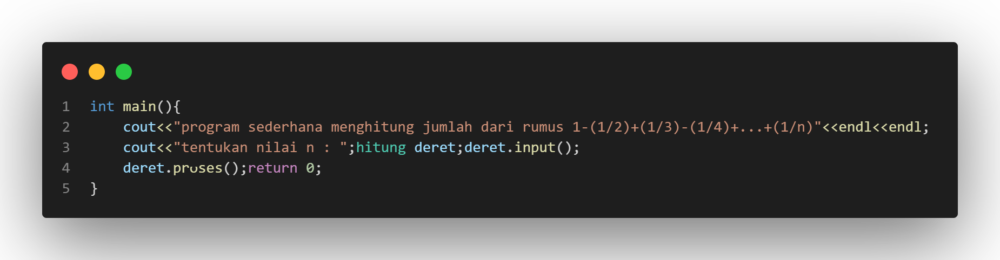 1 int main(){
2 cout<<"program sederhana menghitung jumlah dari rumus 1-(1/2)+(1/3)-(1/4)+...+(1/n)"<<endl<<endl;
3 cout<<"tentukan nilai n : ";hitung deret;deret.input();
4 deret.proses();return 0;
5 }